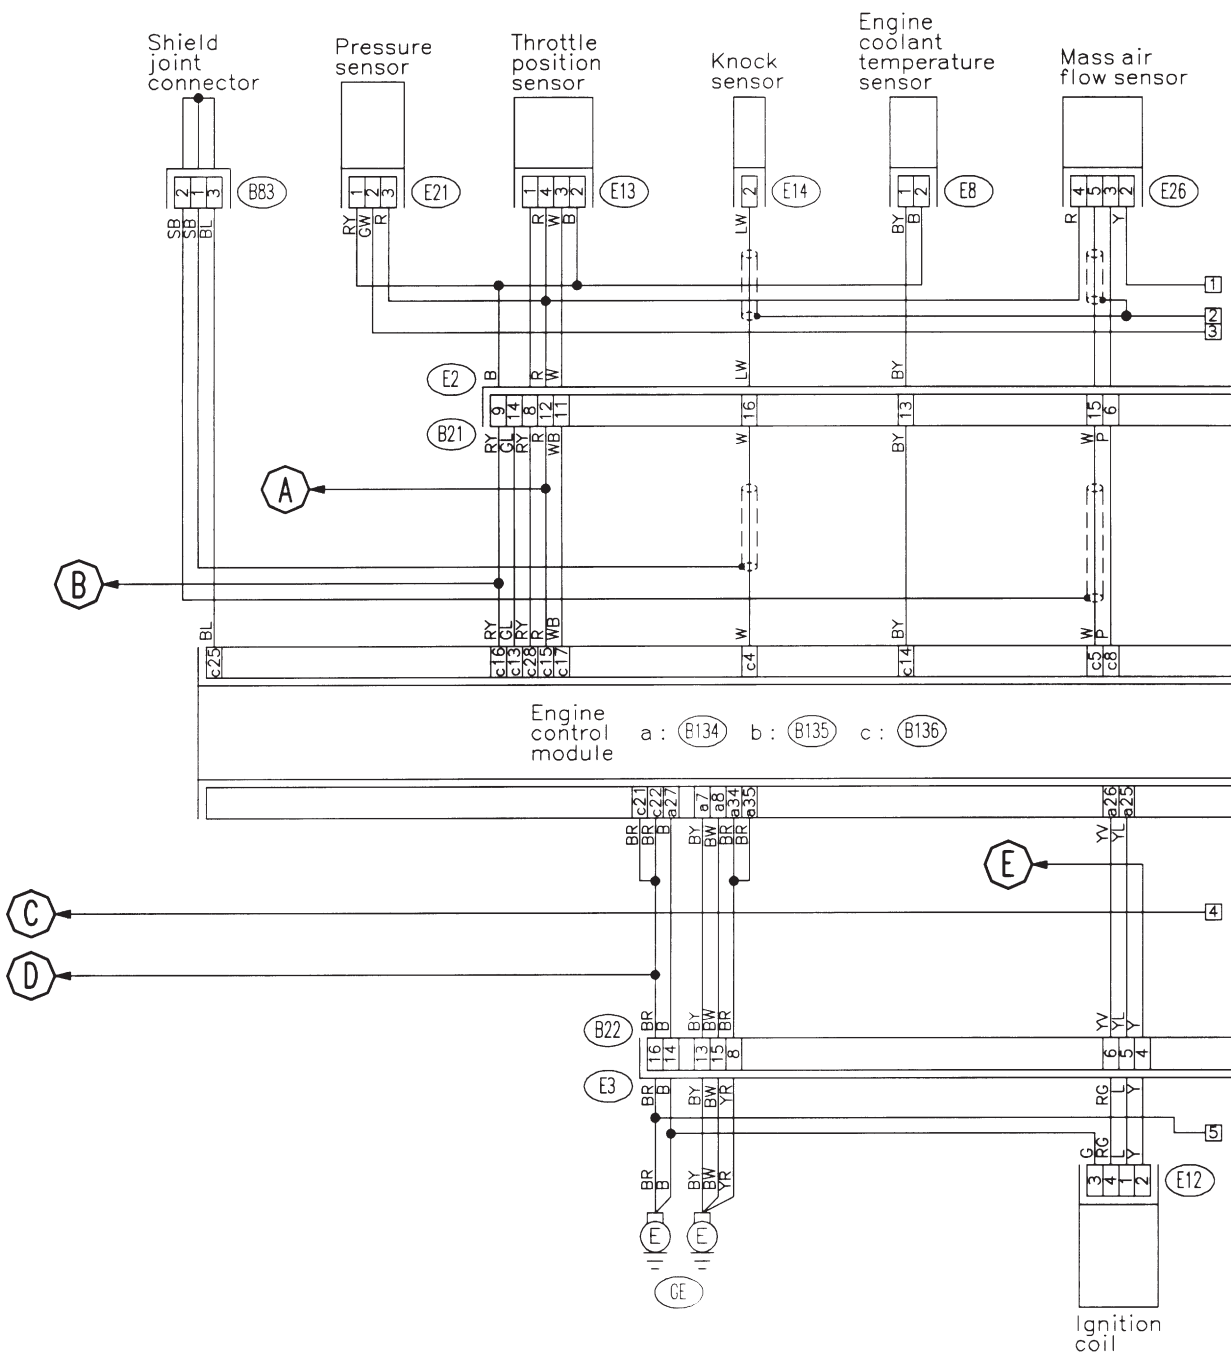 Shield
joint
connector
Pressure
sensor
Throttle
position
sensor
Knock
sensor
Engine
coolant
temperature
sensor
Mass air
flow sensor
2 1 3
B83
1 2 3
E21
1 4 3 2
E13
2
E14
1 2
E8
4 5 3 2
E26
SB SB BL
RY GW R
R W B
LW
BY B
R Y
1
2
3
E2
B R W
LW
BY
9 14 8 12 11
16
13
15 6
B21
RY GL RY R WB
W
BY
W P
A
B
BL
RY GL RY R WB
W
BY
W P
c25
c16 c13 c28 c15 c17
c4
c14
c5 c8
Engine
control
module
a : B134 b : B135 c : B136
c21 c22 a27 a7 a8 a34 a35
a26 a25
BR BR B BY BW BR BR
YV YL
E
C
4
D
B22
BR B BY BW BR
YV YL Y
16 14 13 15 8
6 5 4
E3
BR B BY BW YR
RG L Y
5
BR B BY BW YR
G RG L Y
3 4 1 2
E12
E E
GE
Ignition
coil